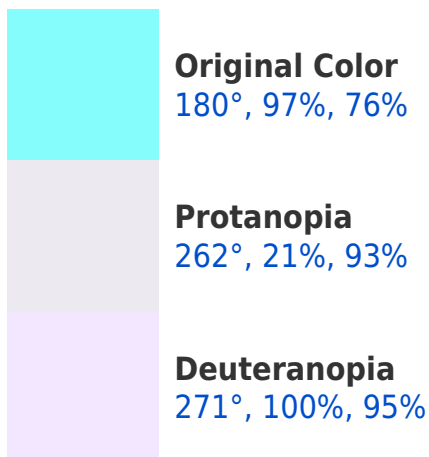 Original Color
180°, 97%, 76%
Protanopia
262°, 21%, 93%
Deuteranopia
271°, 100%, 95%